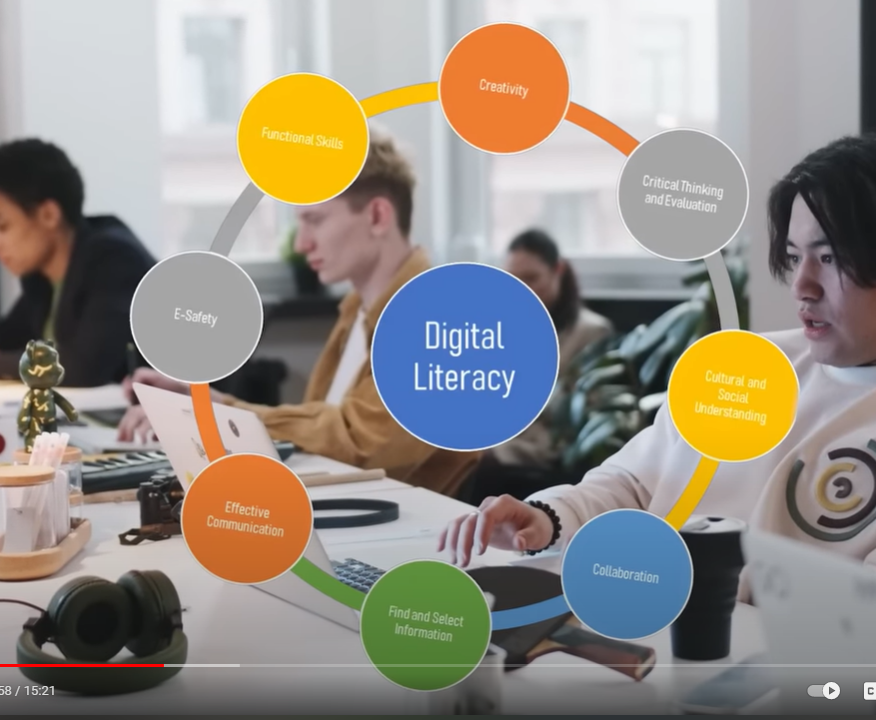 Creativity
Functional Skills
Critical Thinking
and Evaluation
E-Safety
Digital
Literacy
Cultural and
Social
Understanding
Effective
Communication
Collaboration
Find and Select
Information
58 / 15:21